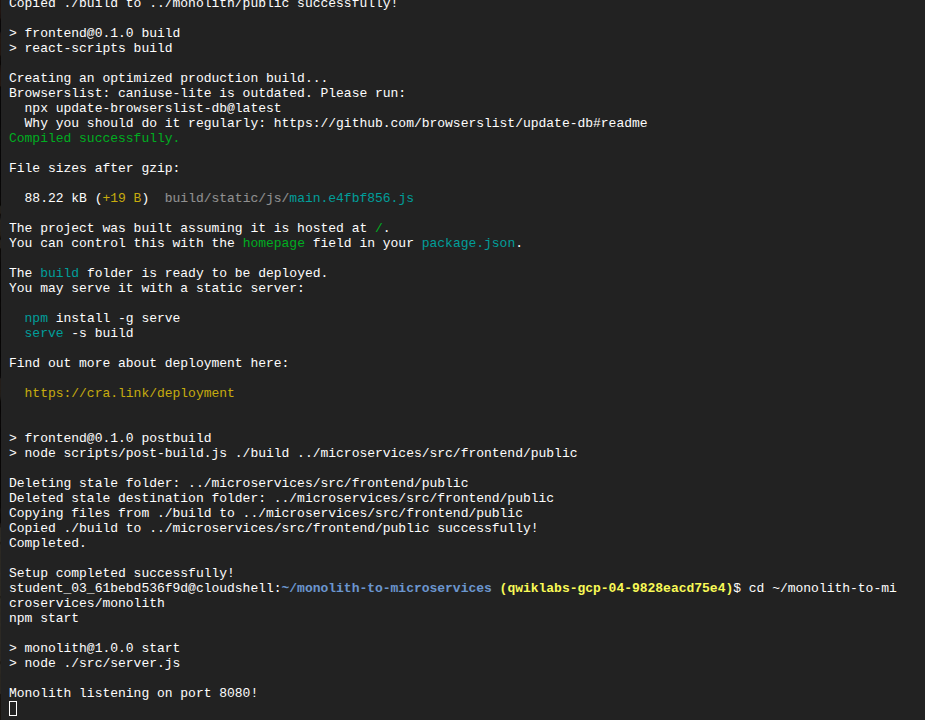 Copied ./build to ../monolith/public successfully!
> frontend@0.1.0 build
> react-scripts build
Creating an optimized production build...
Browserslist: caniuse-lite is outdated. Please run:
  npx update-browserslist-db@latest
  Why you should do it regularly: https://github.com/browserslist/update-db#readme
Compiled successfully.
File sizes after gzip:
  88.22 kB (+19 B)  build/static/js/main.e4fbf856.js
The project was built assuming it is hosted at /.
You can control this with the homepage field in your package.json.
The build folder is ready to be deployed.
You may serve it with a static server:
  npm install -g serve
  serve -s build
Find out more about deployment here:
  https://cra.link/deployment
> frontend@0.1.0 postbuild
> node scripts/post-build.js ./build ../microservices/src/frontend/public
Deleting stale folder: ../microservices/src/frontend/public
Deleted stale destination folder: ../microservices/src/frontend/public
Copying files from ./build to ../microservices/src/frontend/public
Copied ./build to ../microservices/src/frontend/public successfully!
Completed.
Setup completed successfully!
student_03_61bebd536f9d@cloudshell:~/monolith-to-microservices (qwiklabs-gcp-04-9828eacd75e4)$ cd ~/monolith-to-mi
croservices/monolith
npm start
> monolith@1.0.0 start
> node ./src/server.js
Monolith listening on port 8080!